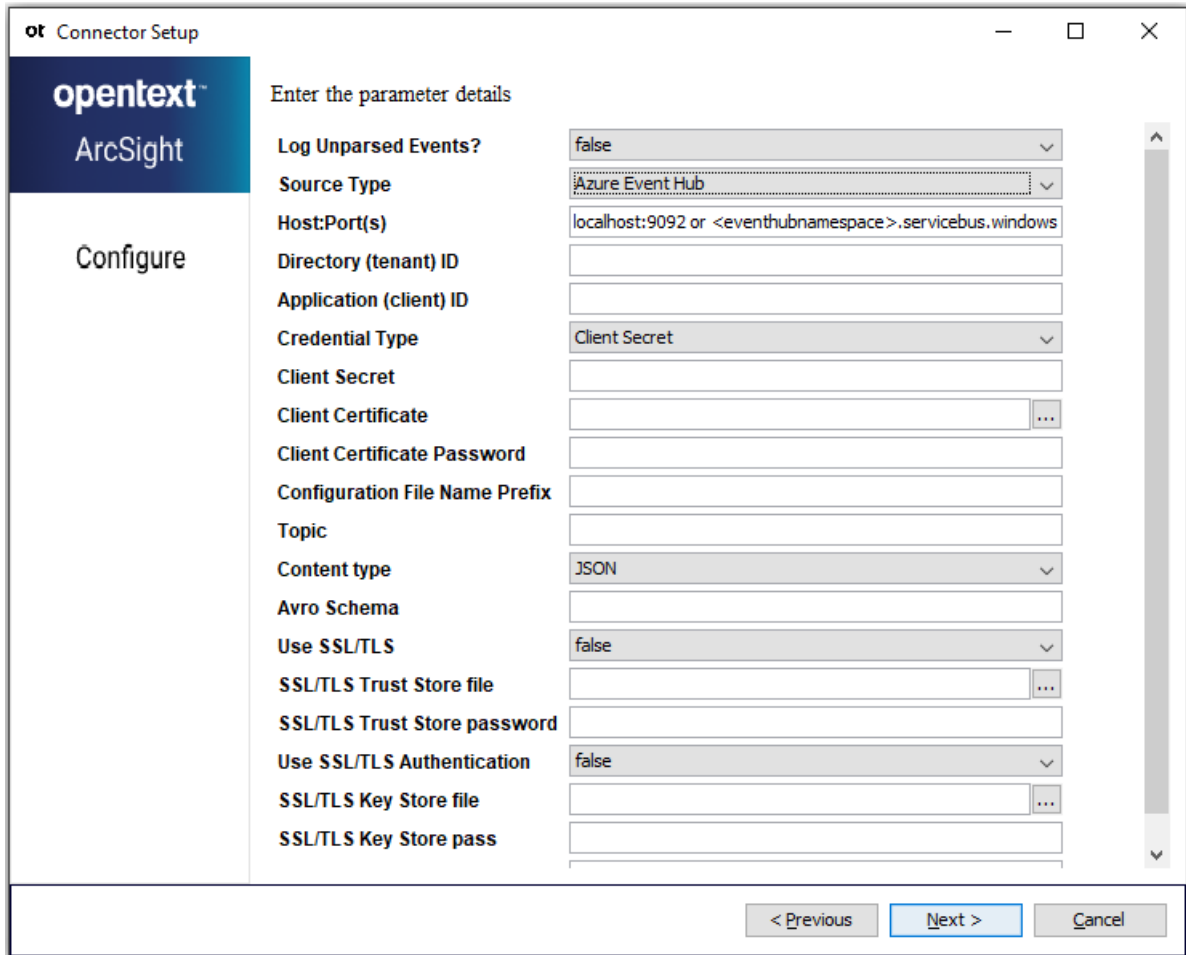 ot Connector Setup
opentext™
ArcSight
Configure
Enter the parameter details
Log Unparsed Events? false
Source Type Azure Event Hub
Host:Port(s) localhost:9092 or <eventhubnamespace>.servicebus.windows
Directory (tenant) ID
Application (client) ID
Credential Type Client Secret
Client Secret
Client Certificate ...
Client Certificate Password
Configuration File Name Prefix
Topic
Content type JSON
Avro Schema
Use SSL/TLS false
SSL/TLS Trust Store file ...
SSL/TLS Trust Store password
Use SSL/TLS Authentication false
SSL/TLS Key Store file ...
SSL/TLS Key Store pass
< Previous Next > Cancel